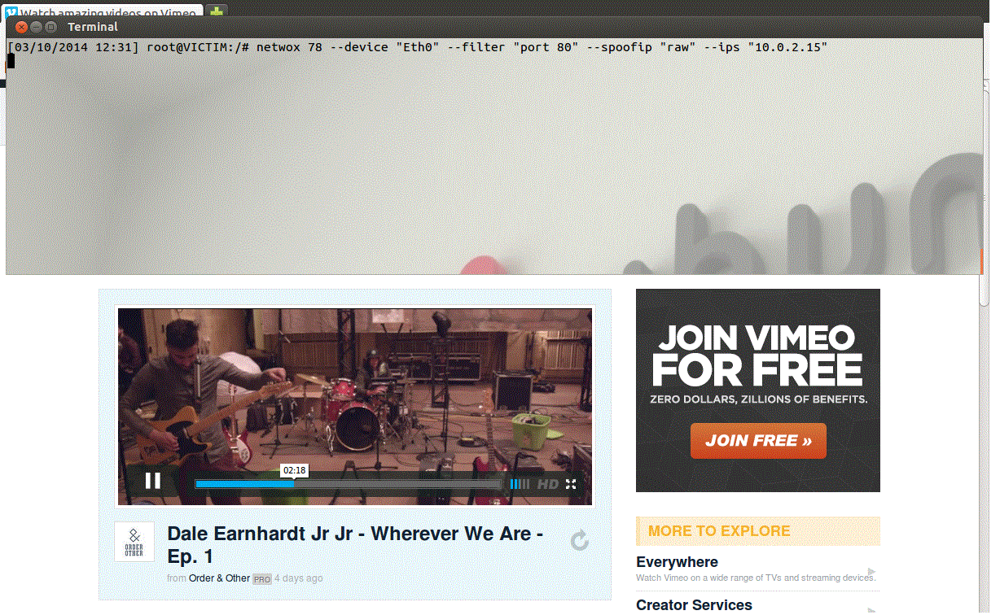 Watch amazing videos on Vimeo
Terminal
[03/10/2014 12:31] root@VICTIM:/# netwox 78 --device "Eth0" --filter "port 80" --spoofip "raw" --ips "10.0.2.15"
JOIN VIMEO
FOR FREE
ZERO DOLLARS, ZILLIONS OF BENEFITS.
JOIN FREE »
02:18
HD
& ORDER
OTHER
Dale Earnhardt Jr Jr - Wherever We Are -
Ep. 1
from Order & Other PRO 4 days ago
MORE TO EXPLORE
Everywhere
Watch Vimeo on a wide range of TVs and streaming devices.
Creator Services